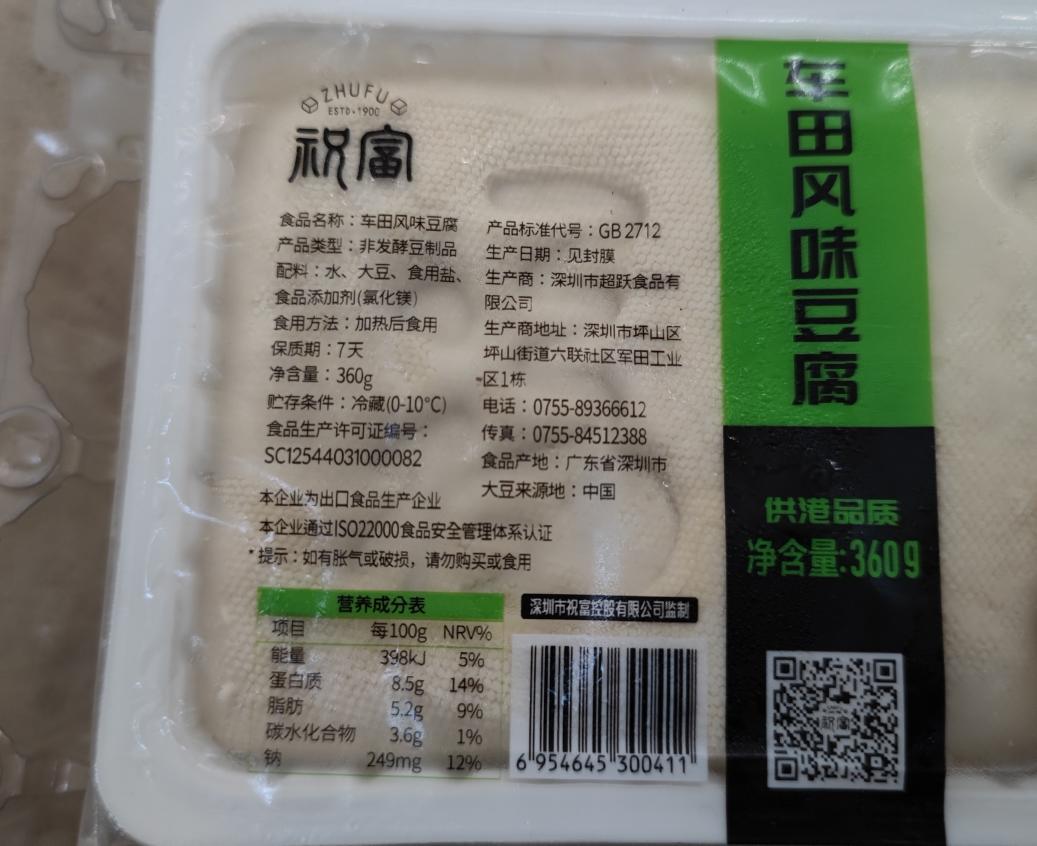 ZHUFU
ESTD·1900
祝富
食品名称：车田风味豆腐
产品类型：非发酵豆制品
配料：水、大豆、食用盐、
食品添加剂(氯化镁)
食用方法：加热后食用
保质期：7天
净含量：360g
贮存条件：冷藏(0-10°C)
食品生产许可证编号：
SC12544031000082
产品标准代号：GB 2712
生产日期：见封膜
生产商：深圳市超跃食品有
限公司
生产商地址：深圳市坪山区
坪山街道六联社区军田工业
区1栋
电话：0755-89366612
传真：0755-84512388
食品产地：广东省深圳市
大豆来源地：中国
本企业为出口食品生产企业
本企业通过ISO22000食品安全管理体系认证
*提示：如有胀气或破损，请勿购买或食用
营养成分表
项目 每100g NRV%
能量 398kJ 5%
蛋白质 8.5g 14%
脂肪 5.2g 9%
碳水化合物 3.6g 1%
钠 249mg 12%
深圳市祝富控股有限公司监制
6 954645 300411
车田风味豆腐
供港品质
净含量:360g
祝富